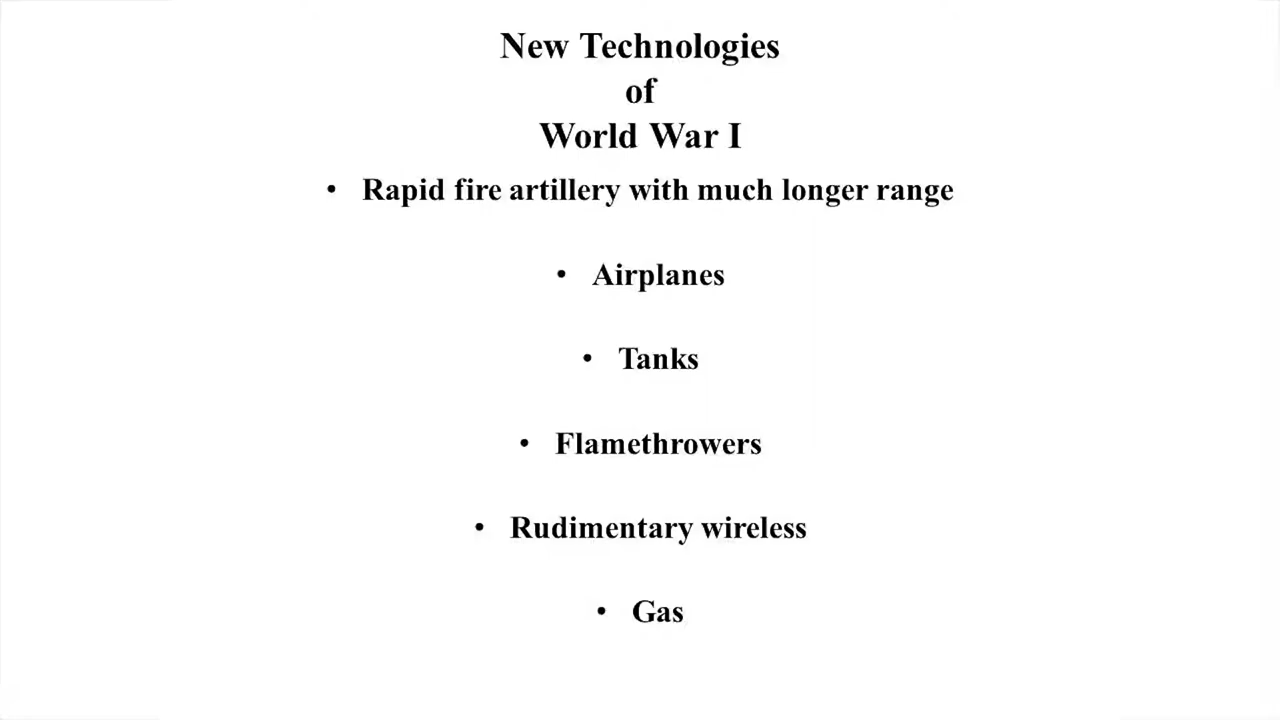 New Technologies
of
World War I
• Rapid fire artillery with much longer range
• Airplanes
• Tanks
• Flamethrowers
• Rudimentary wireless
• Gas